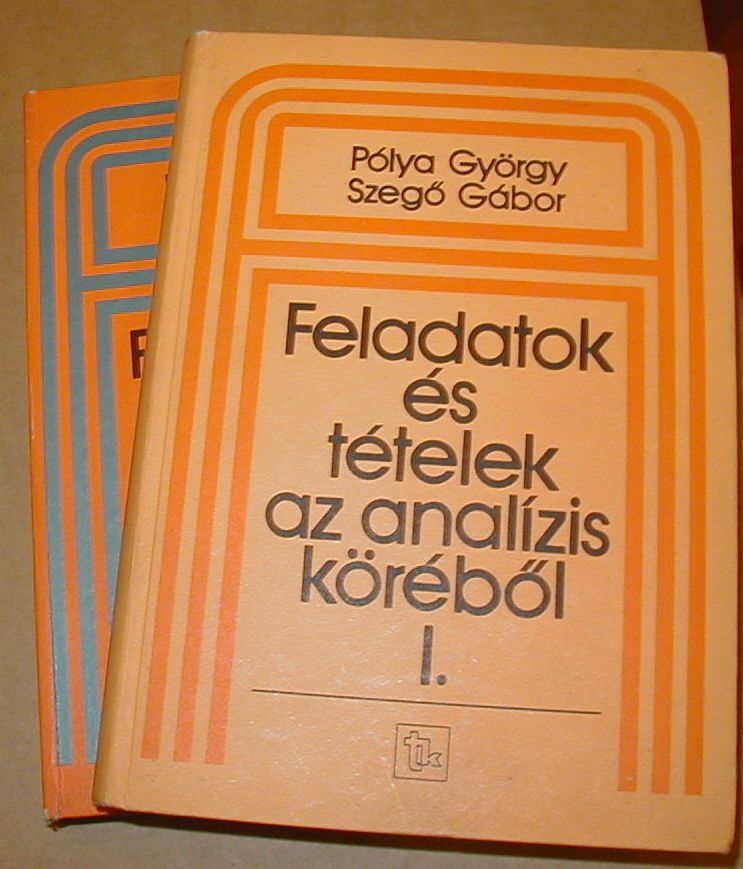 Pólya György
Szegő Gábor
Feladatok
és
tételek
az analízis
köréből
I.
tk